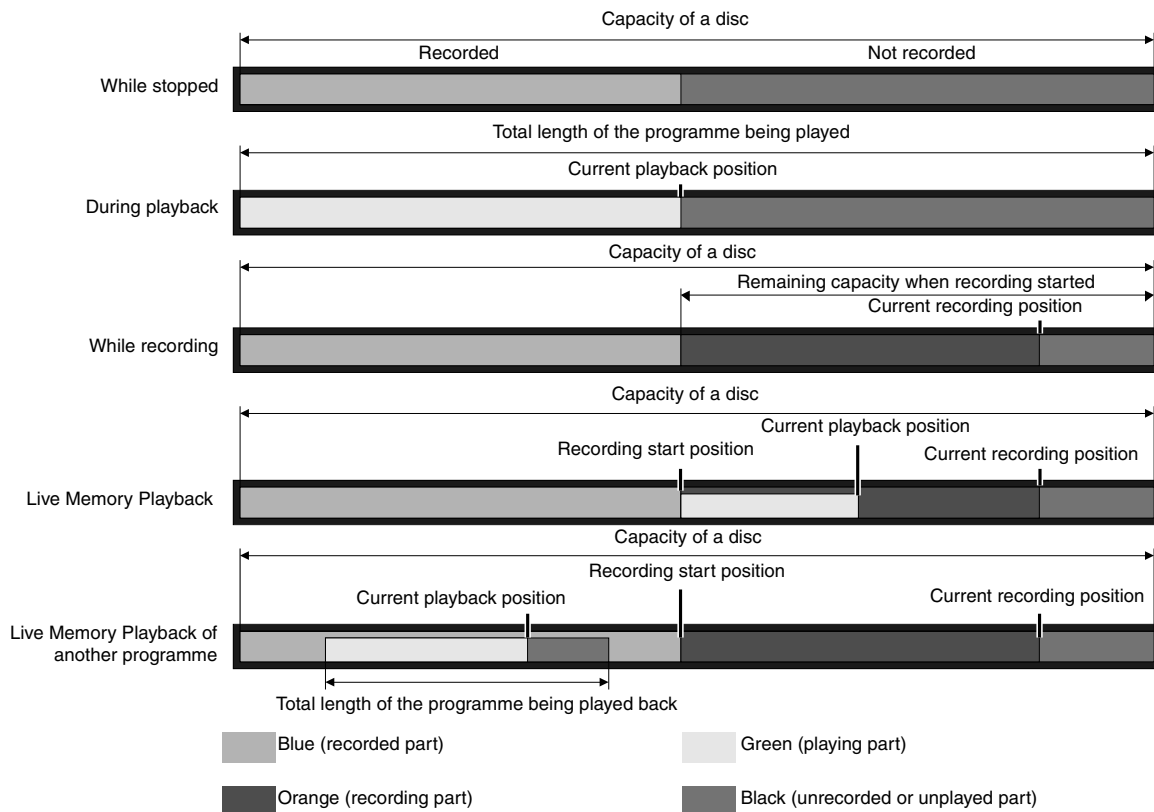 Capacity of a disc
Recorded
Not recorded
While stopped
Total length of the programme being played
Current playback position
During playback
Capacity of a disc
Remaining capacity when recording started
Current recording position
While recording
Capacity of a disc
Current playback position
Recording start position
Current recording position
Live Memory Playback
Capacity of a disc
Recording start position
Current playback position
Current recording position
Live Memory Playback of
another programme
Total length of the programme being played back
Blue (recorded part)
Green (playing part)
Orange (recording part)
Black (unrecorded or unplayed part)